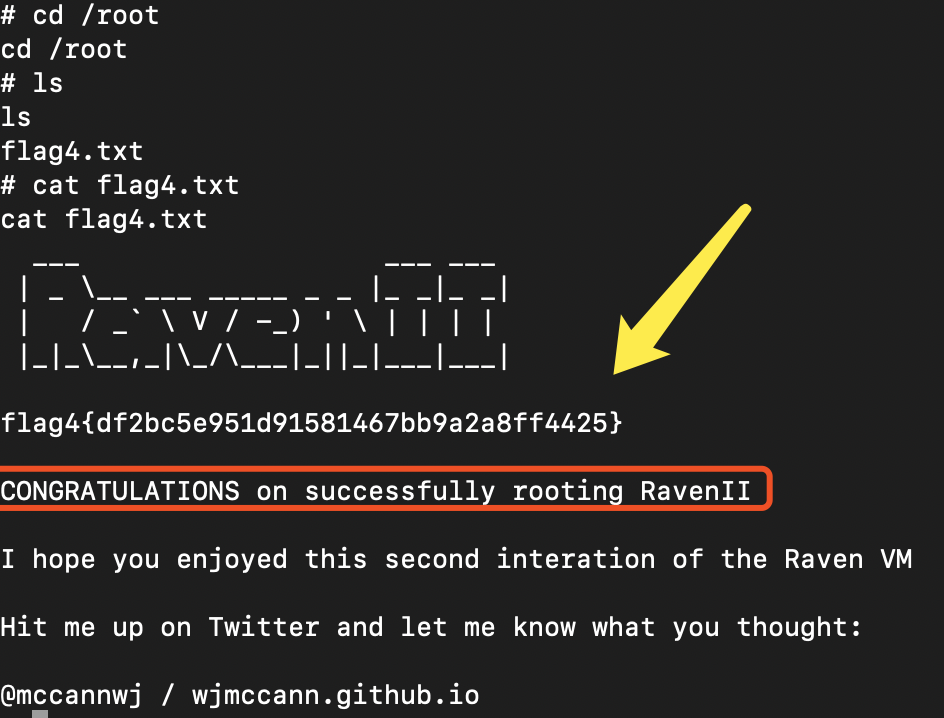 # cd /root
cd /root
# ls
ls
flag4.txt
# cat flag4.txt
cat flag4.txt
  ___                   ___ ___
 | _ \__ ___ _____ _ _ |_ _|_ _|
 |   / _` \ V / -_) ' \ | | | |
 |_|_\__,_|\_/\___|_||_|___|___|
flag4{df2bc5e951d91581467bb9a2a8ff4425}
CONGRATULATIONS on successfully rooting RavenII
I hope you enjoyed this second interation of the Raven VM
Hit me up on Twitter and let me know what you thought:
@mccannwj / wjmccann.github.io